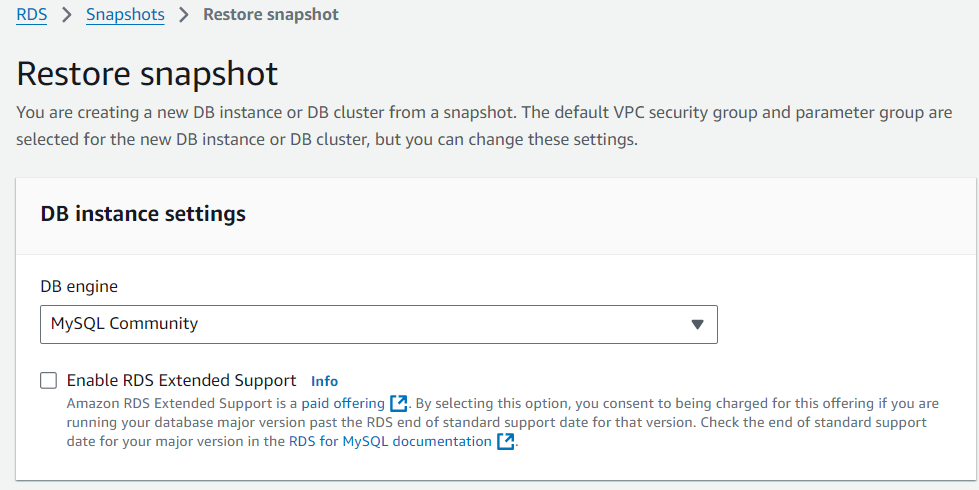 RDS > Snapshots > Restore snapshot
Restore snapshot
You are creating a new DB instance or DB cluster from a snapshot. The default VPC security group and parameter group are
selected for the new DB instance or DB cluster, but you can change these settings.
DB instance settings
DB engine
MySQL Community
Enable RDS Extended Support Info
Amazon RDS Extended Support is a paid offering. By selecting this option, you consent to being charged for this offering if you are
running your database major version past the RDS end of standard support date for that version. Check the end of standard support
date for your major version in the RDS for MySQL documentation.